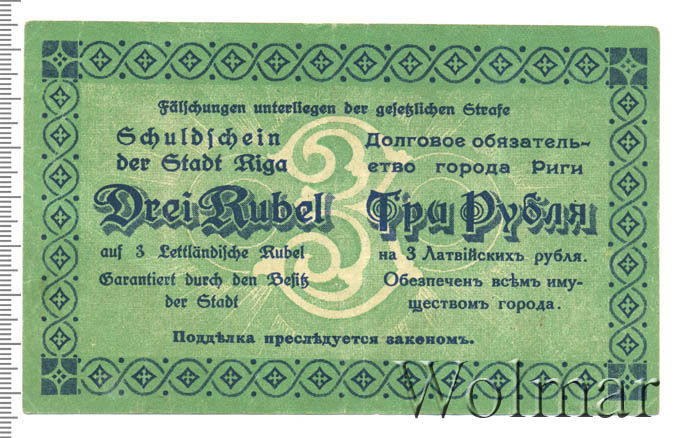 Fälschungen unterliegen der gesetzlichen Strafe
Schuldschein
der Stadt Riga
Drei Rubel
auf 3 Lettländische Rubel
Garantiert durch den Besitz
der Stadt
Долговое обязатель-
ство города Риги
Три Рубля
на 3 Латвійскихъ рубля.
Обезпеченъ всѣмъ иму-
ществомъ города.
3
Поддѣлка преслѣдуется закономъ.
Wolmar